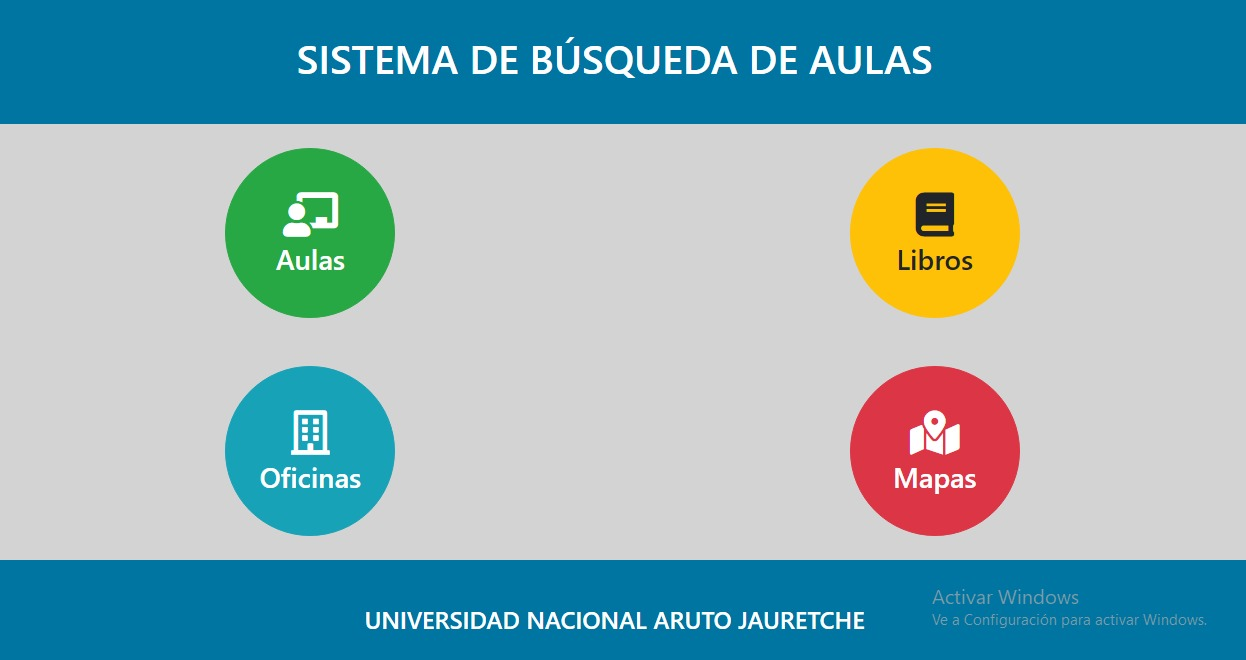 SISTEMA DE BÚSQUEDA DE AULAS
Aulas
Libros
Oficinas
Mapas
UNIVERSIDAD NACIONAL ARUTO JAURETCHE
Activar Windows
Ve a Configuración para activar Windows.